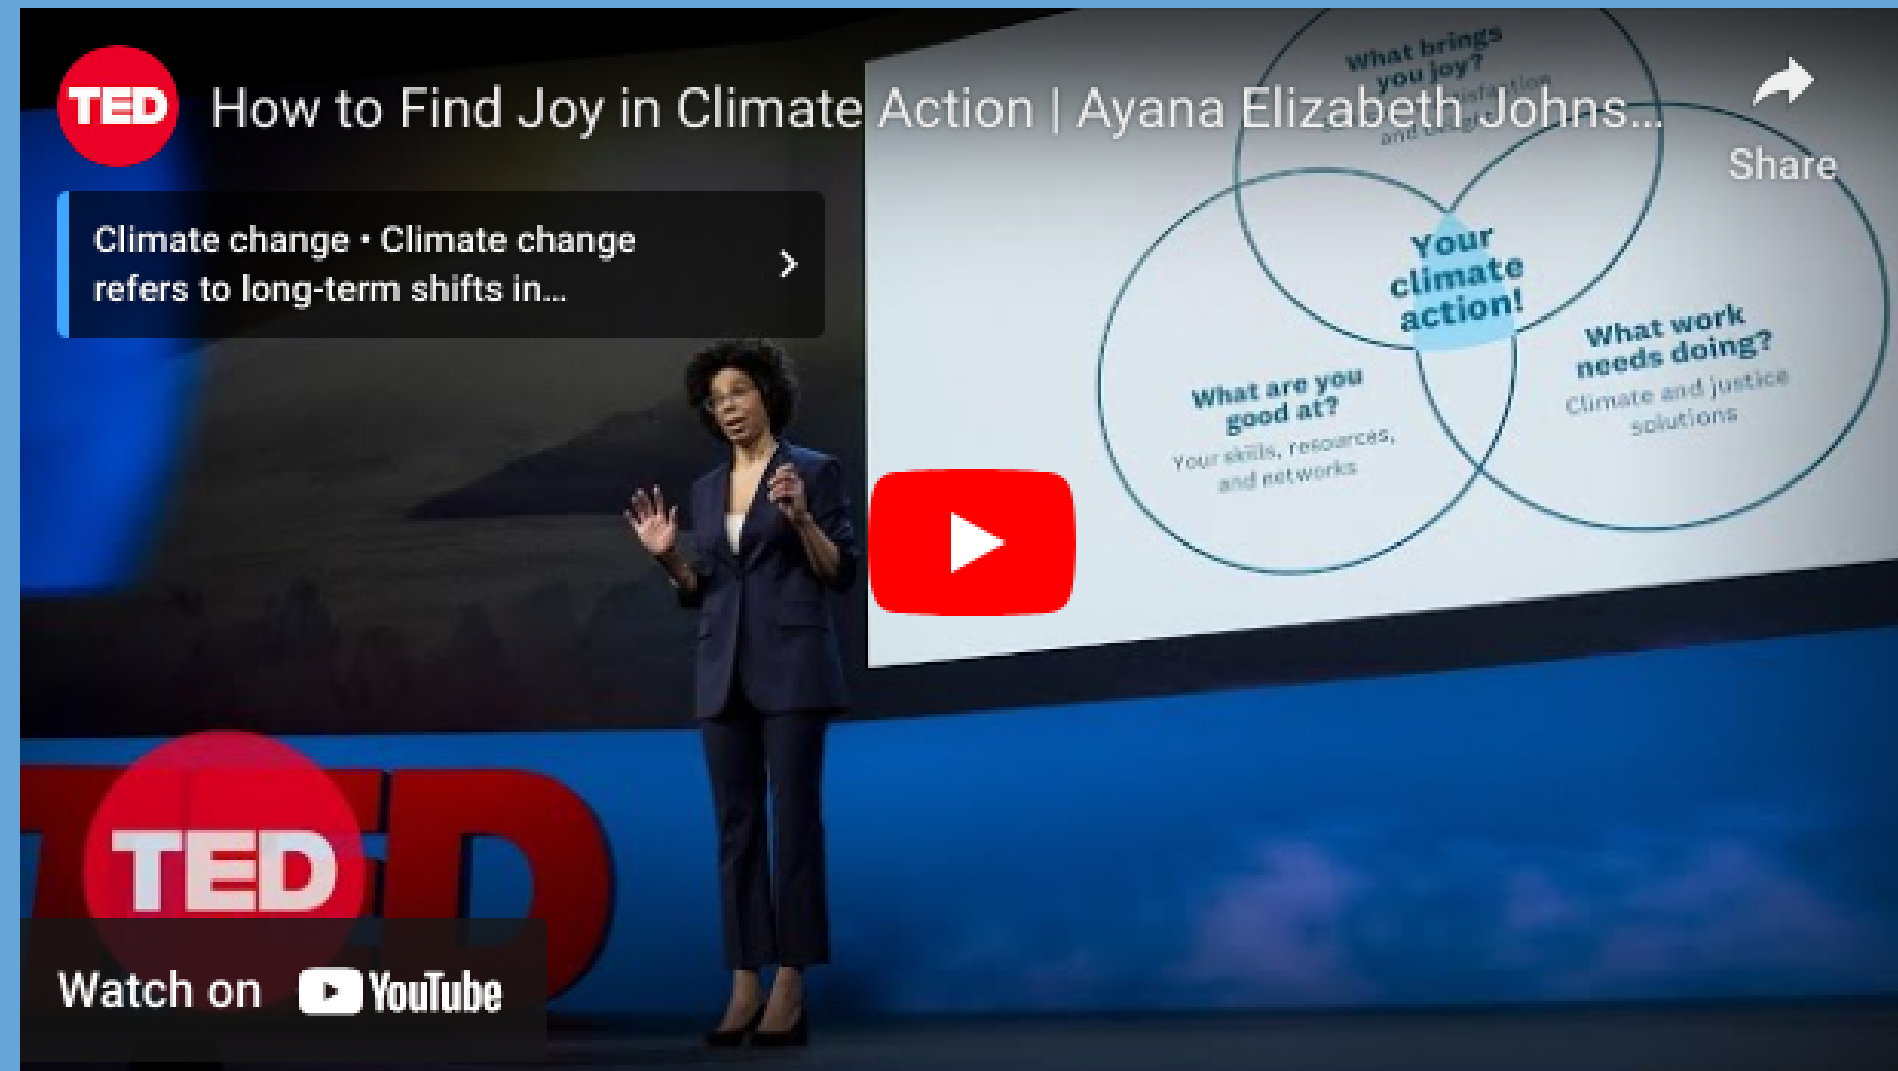 TED
How to Find Joy in Climate Action | Ayana Elizabeth Johns...
Share
Climate change • Climate change
refers to long-term shifts in...
What brings
you joy?
and
Your
climate
action!
What are you
good at?
Your skills, resources,
and networks
What work
needs doing?
Climate and justice
solutions
TED
TED
Watch on YouTube